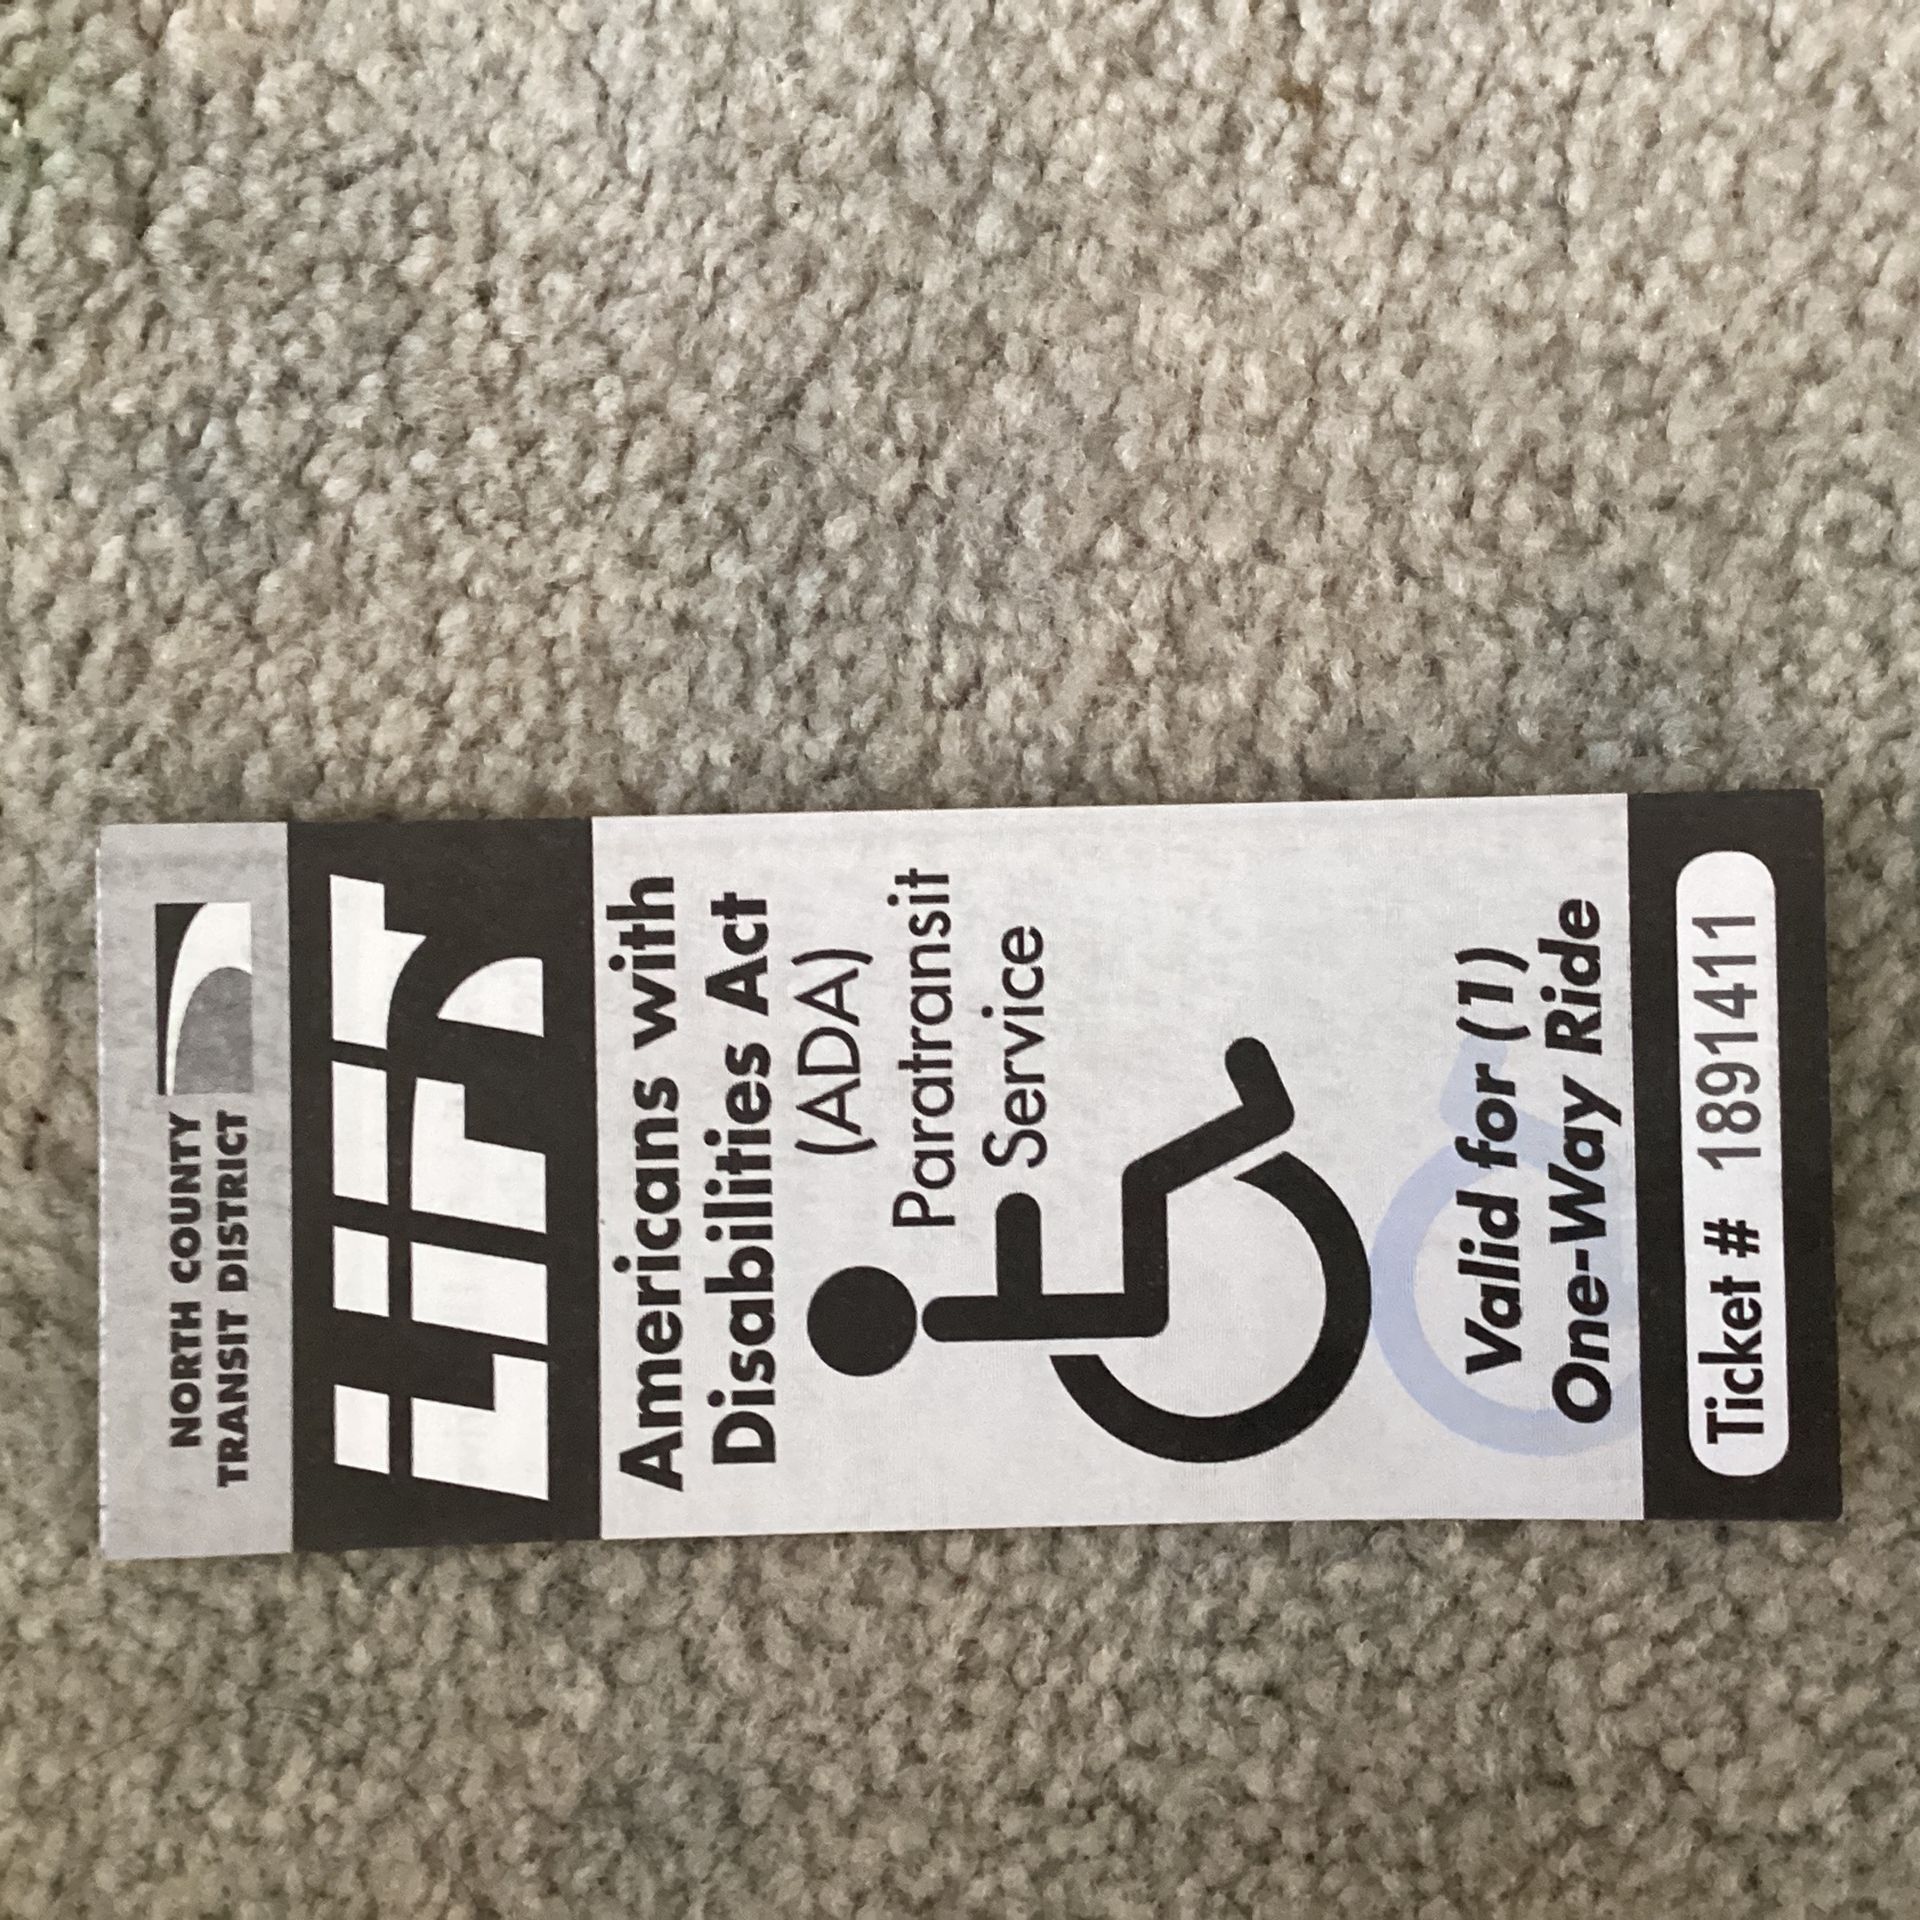 NORTH COUNTY
TRANSIT DISTRICT
LIFT
Americans with
Disabilities Act
(ADA)
Paratransit
Service
Valid for (1)
One-Way Ride
Ticket # 1891411